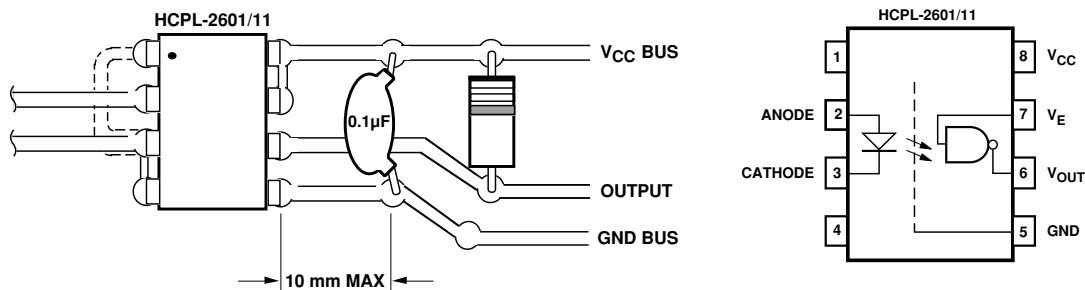 HCPL-2601/11
V_CC BUS
0.1µF
OUTPUT
GND BUS
10 mm MAX
HCPL-2601/11
1
8
V_CC
ANODE
2
7
V_E
CATHODE
3
6
V_OUT
4
5
GND